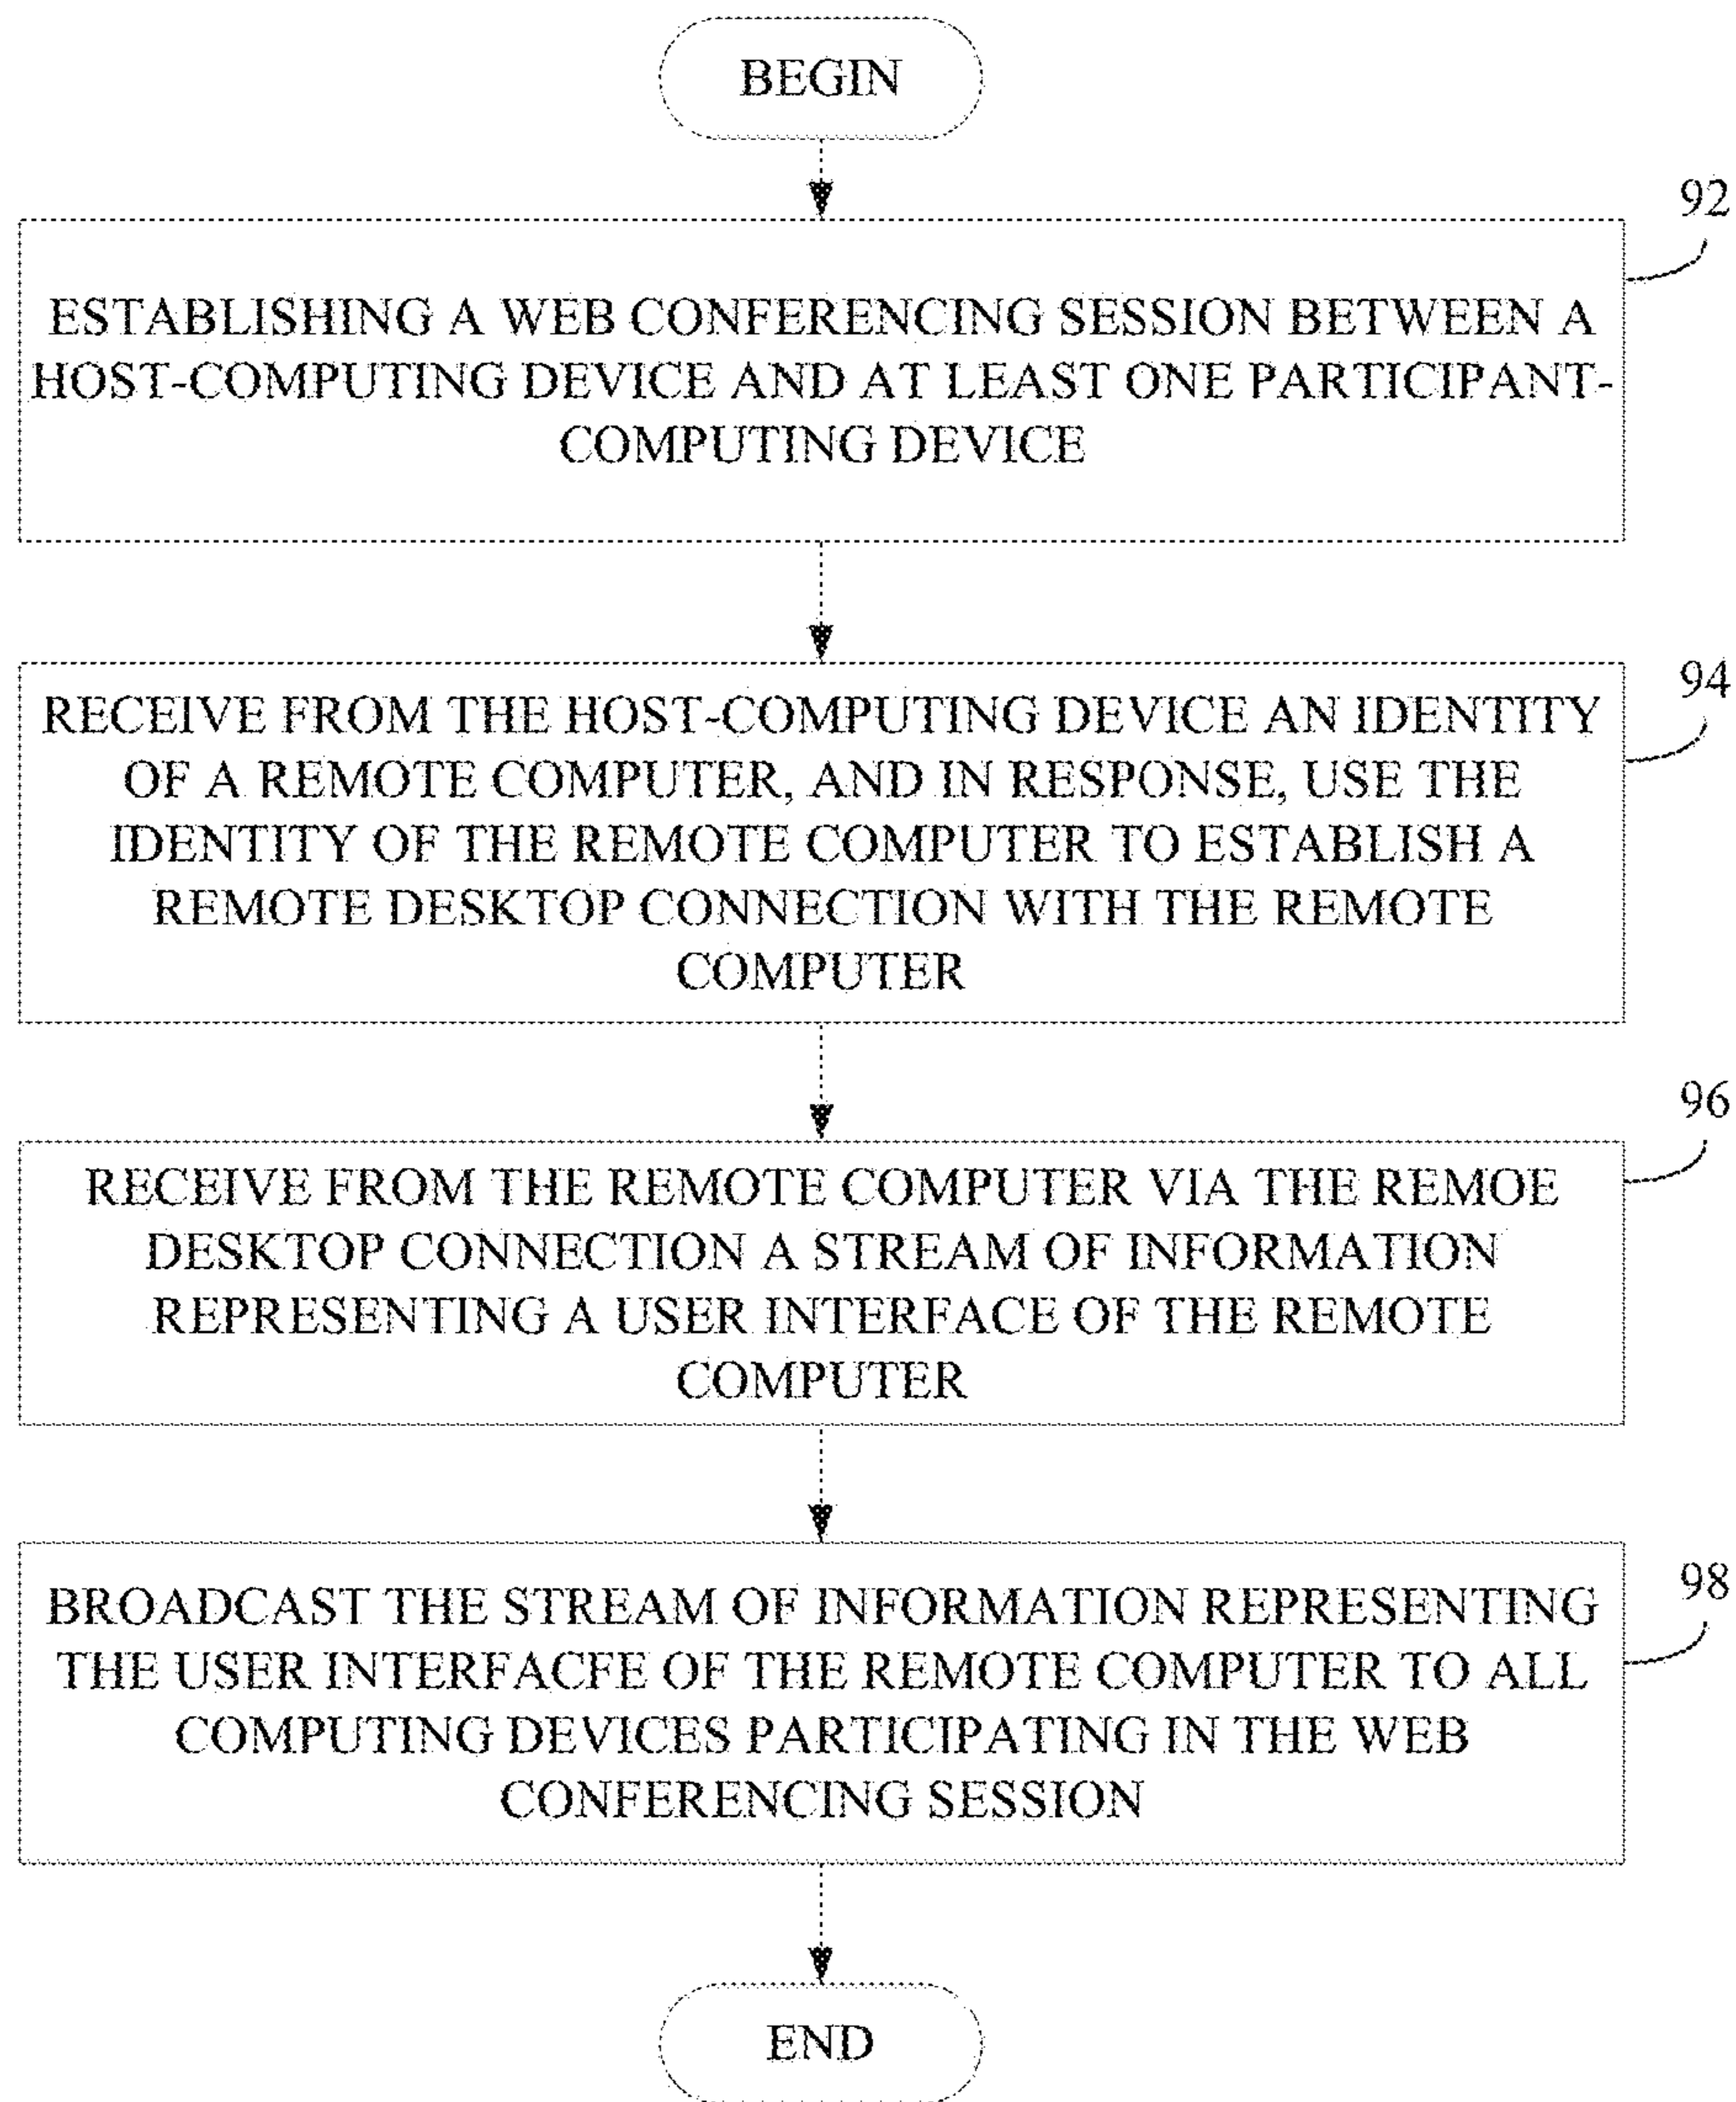 BEGIN
92
ESTABLISHING A WEB CONFERENCING SESSION BETWEEN A
HOST-COMPUTING DEVICE AND AT LEAST ONE PARTICIPANT-
COMPUTING DEVICE
94
RECEIVE FROM THE HOST-COMPUTING DEVICE AN IDENTITY
OF A REMOTE COMPUTER, AND IN RESPONSE, USE THE
IDENTITY OF THE REMOTE COMPUTER TO ESTABLISH A
REMOTE DESKTOP CONNECTION WITH THE REMOTE
COMPUTER
96
RECEIVE FROM THE REMOTE COMPUTER VIA THE REMOE
DESKTOP CONNECTION A STREAM OF INFORMATION
REPRESENTING A USER INTERFACE OF THE REMOTE
COMPUTER
98
BROADCAST THE STREAM OF INFORMATION REPRESENTING
THE USER INTERFACFE OF THE REMOTE COMPUTER TO ALL
COMPUTING DEVICES PARTICIPATING IN THE WEB
CONFERENCING SESSION
END